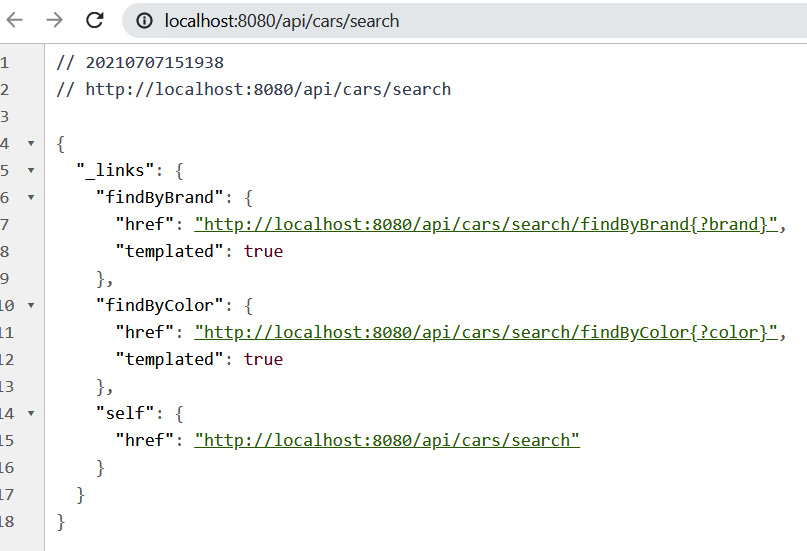 localhost:8080/api/cars/search
1 // 20210707151938
2 // http://localhost:8080/api/cars/search
3
4 {
5 "_links": {
6 "findByBrand": {
7 "href": "http://localhost:8080/api/cars/search/findByBrand{?brand}",
8 "templated": true
9 },
10 "findByColor": {
11 "href": "http://localhost:8080/api/cars/search/findByColor{?color}",
12 "templated": true
13 },
14 "self": {
15 "href": "http://localhost:8080/api/cars/search"
16 }
17 }
18 }